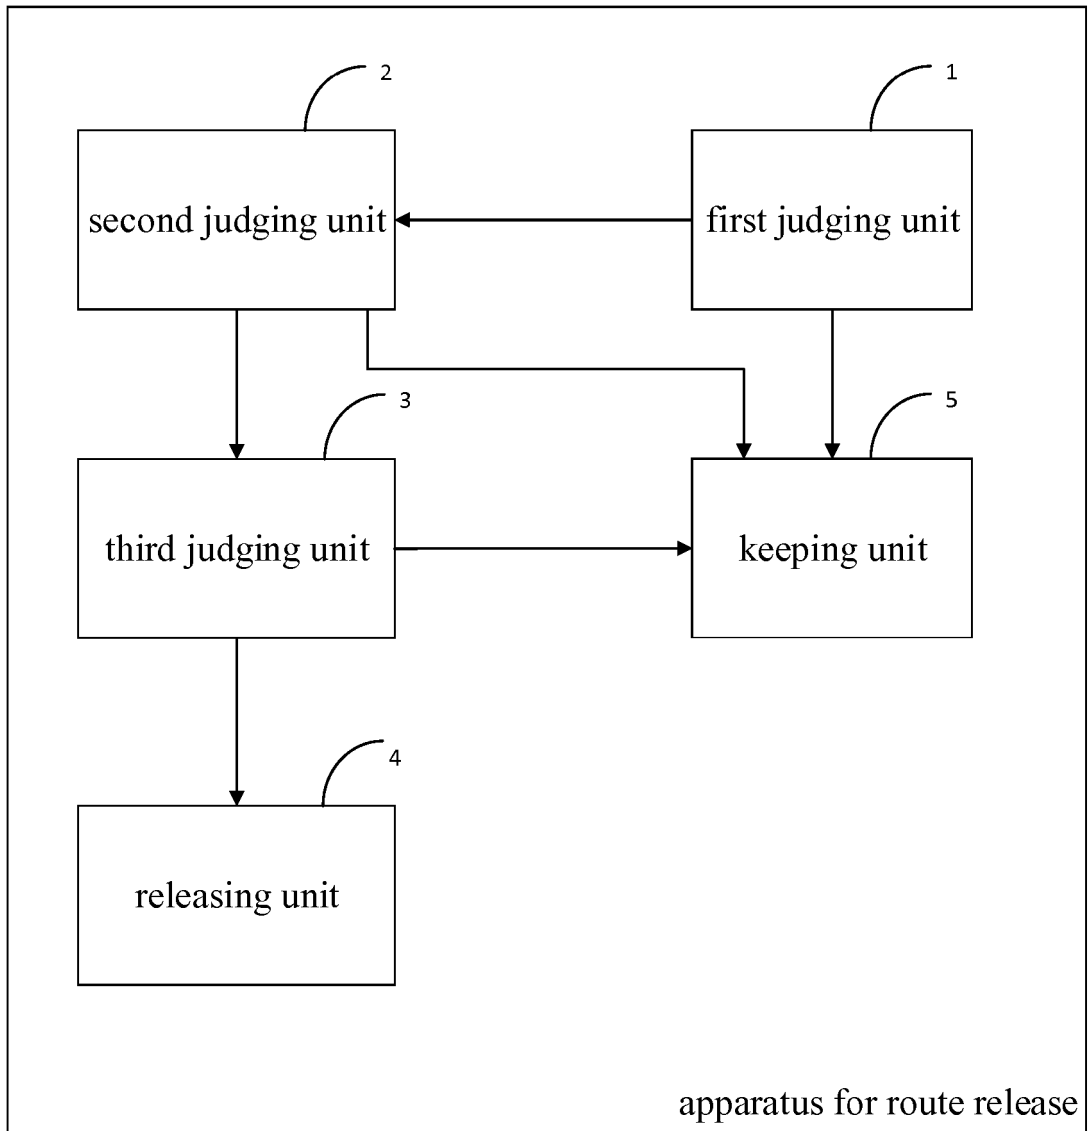 2
1
second judging unit
first judging unit
3
5
third judging unit
keeping unit
4
releasing unit
apparatus for route release